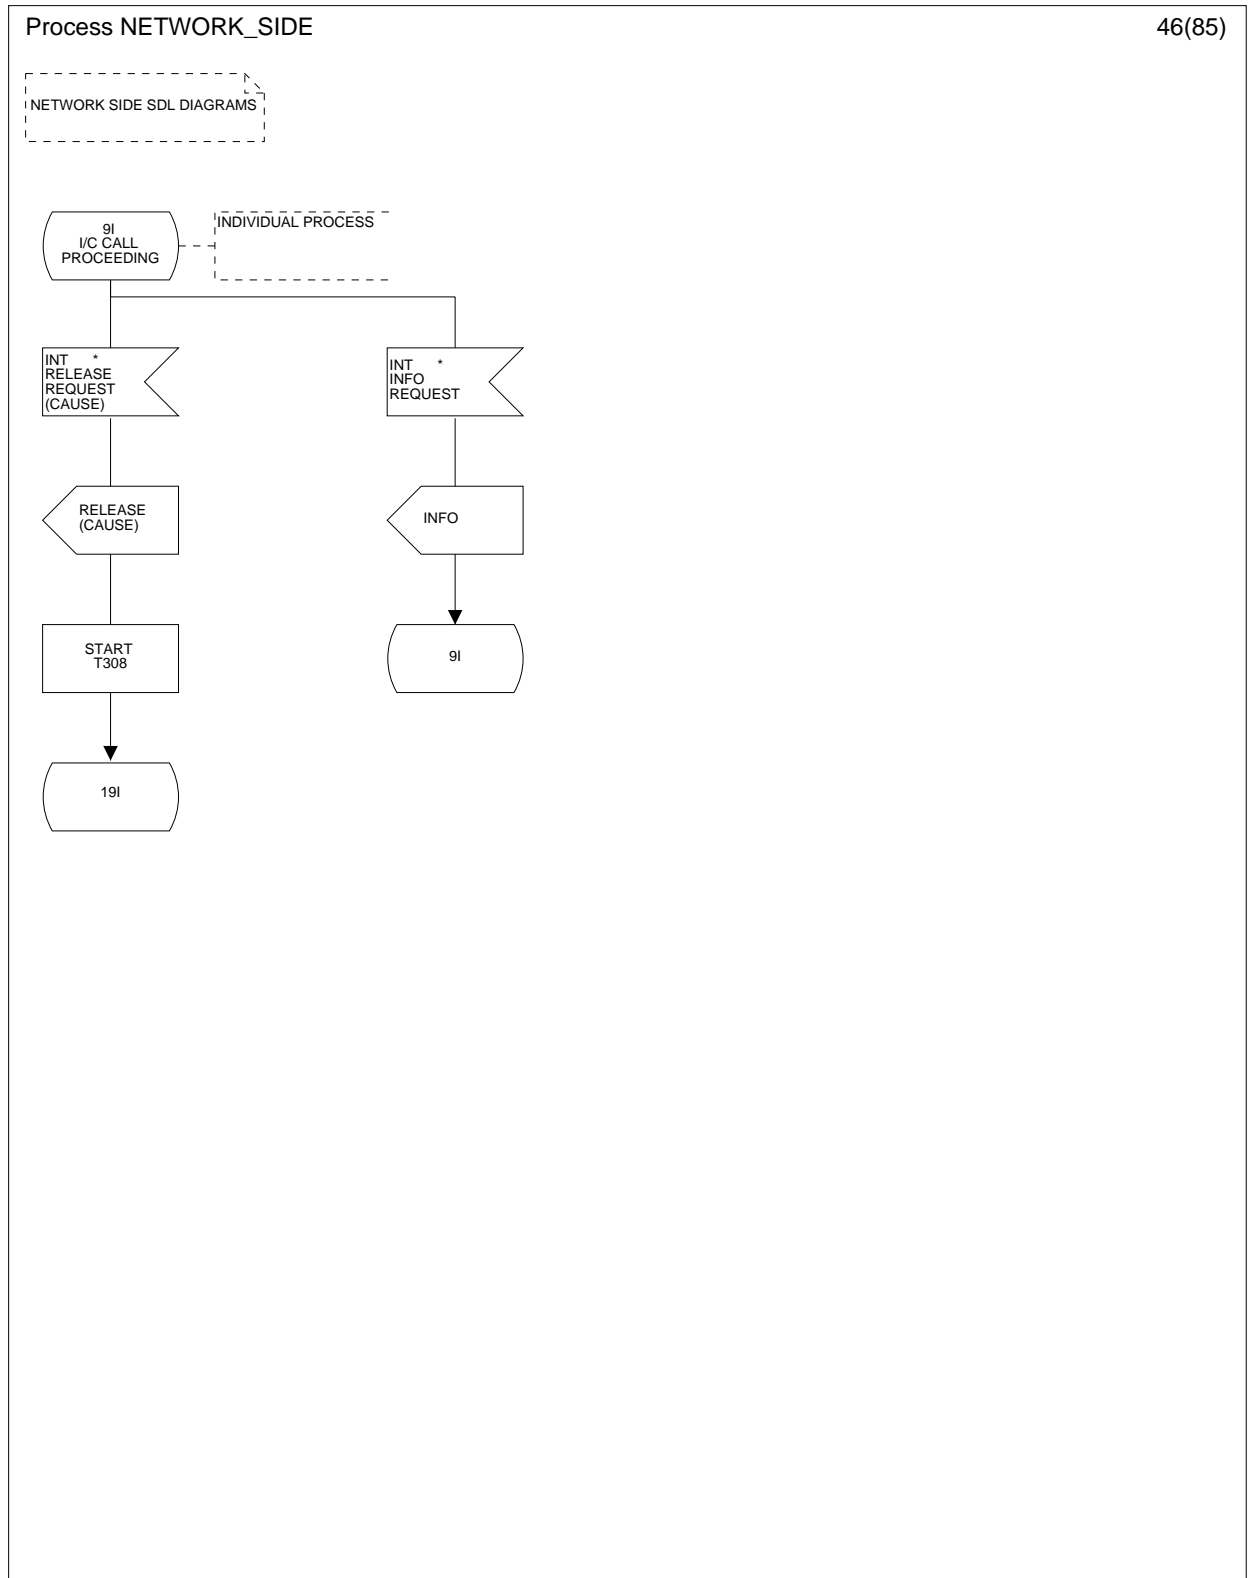 Process NETWORK_SIDE
46(85)
NETWORK SIDE SDL DIAGRAMS
9I
I/C CALL
PROCEEDING
INDIVIDUAL PROCESS
INT *
RELEASE
REQUEST
(CAUSE)
INT *
INFO
REQUEST
RELEASE
(CAUSE)
INFO
START
T308
9I
19I